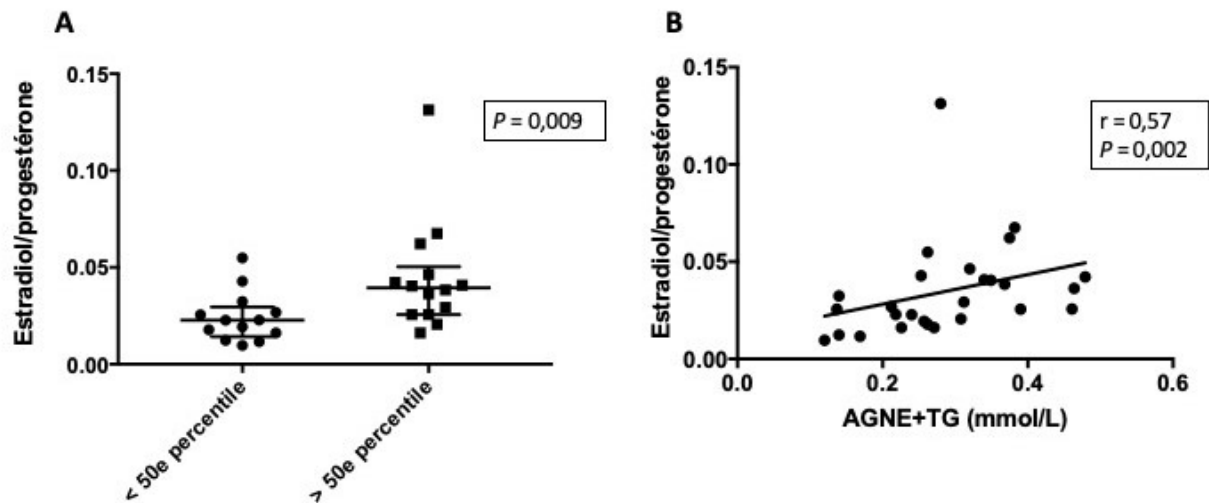 A
Estradiol/progestérone
0.15
0.10
0.05
0.00
P = 0,009
< 50e percentile
> 50e percentile
B
Estradiol/progestérone
0.15
0.10
0.05
0.00
r = 0,57
P = 0,002
0.0
0.2
0.4
0.6
AGNE+TG (mmol/L)